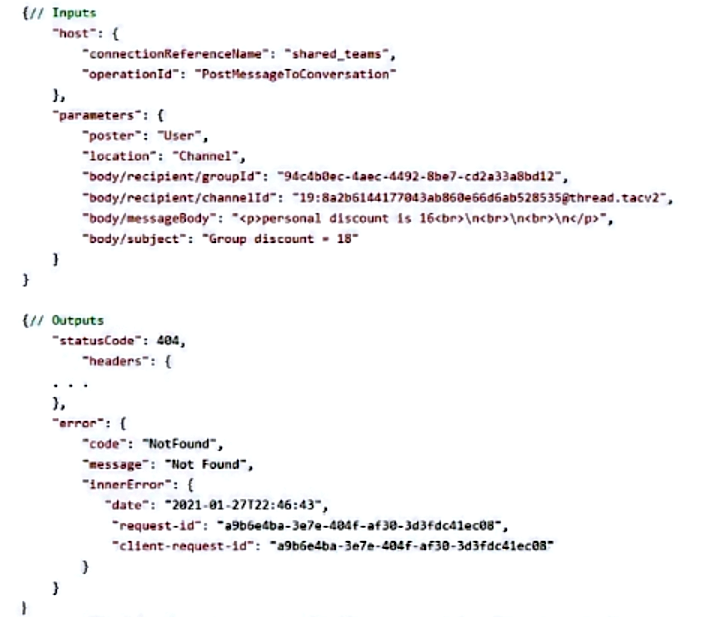 {// Inputs
"host": {
"connectionReferenceName": "shared_teams",
"operationId": "PostMessageToConversation"
},
"parameters": {
"poster": "User",
"location": "Channel",
"body/recipient/groupId": "94c4b0ec-4aec-4492-8be7-cd2a33a8bd12",
"body/recipient/channelId": "19:8a2b6144177043ab860e66d6ab528535@thread.tacv2",
"body/messageBody": "<p>personal discount is 16<br>\n<br>\n<br>\n</p>",
"body/subject": "Group discount = 18"
}
}
{// Outputs
"statusCode": 404,
"headers": {
. . .
},
"error": {
"code": "NotFound",
"message": "Not Found",
"innerError": {
"date": "2021-01-27T22:46:43",
"request-id": "a9b6e4ba-3e7e-404f-af30-3d3fdc41ec08",
"client-request-id": "a9b6e4ba-3e7e-404f-af30-3d3fdc41ec08"
}
}
}